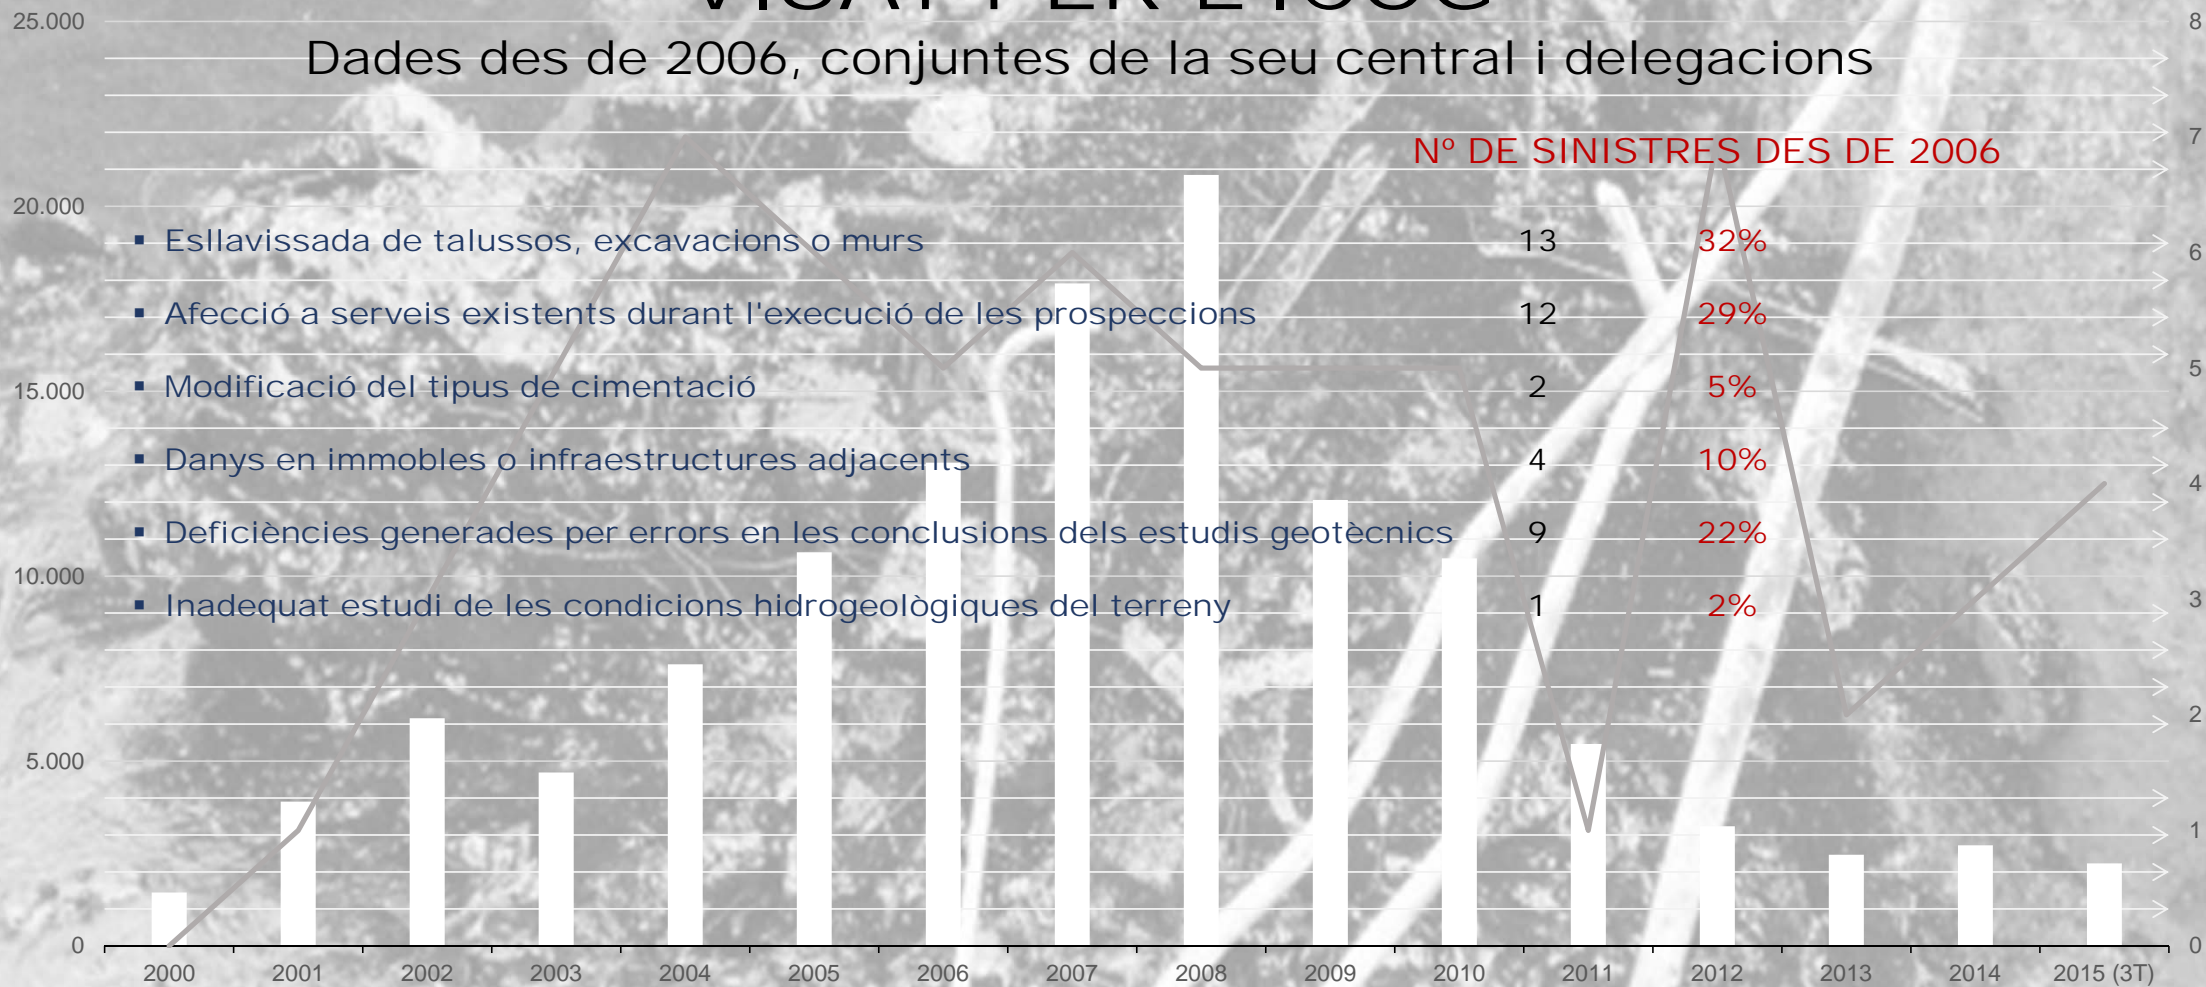 VISAT PER L'ICOG
Dades des de 2006, conjuntes de la seu central i delegacions
Nº DE SINISTRES DES DE 2006
▪ Esllavissada de talussos, excavacions o murs 13 32%
▪ Afecció a serveis existents durant l'execució de les prospeccions 12 29%
▪ Modificació del tipus de cimentació 2 5%
▪ Danys en immobles o infraestructures adjacents 4 10%
▪ Deficiències generades per errors en les conclusions dels estudis geotècnics 9 22%
▪ Inadequat estudi de les condicions hidrogeològiques del terreny 1 2%
25.000
20.000
15.000
10.000
5.000
0
8
7
6
5
4
3
2
1
0
2000 2001 2002 2003 2004 2005 2006 2007 2008 2009 2010 2011 2012 2013 2014 2015 (3T)